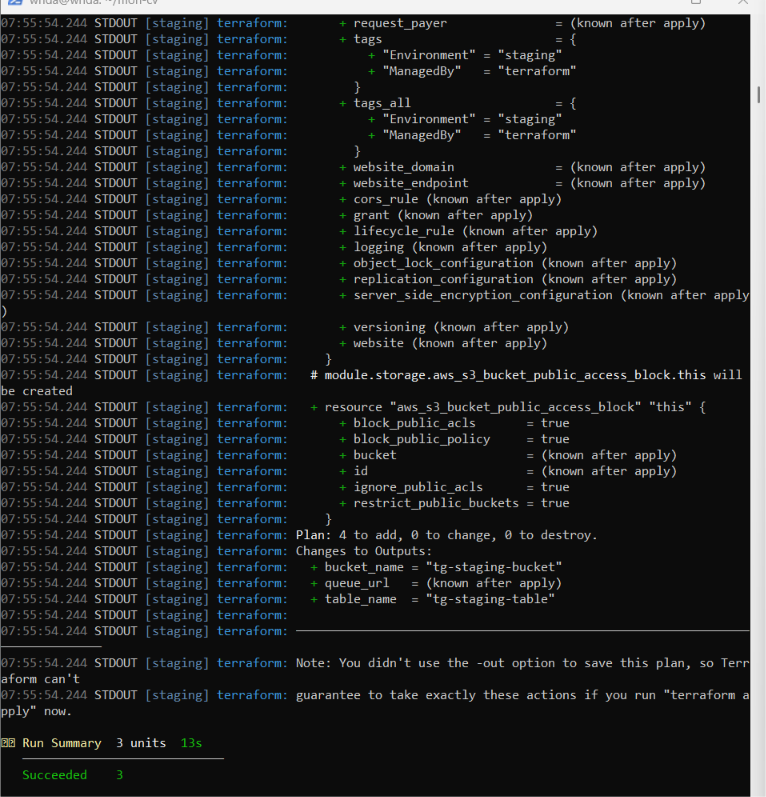 whda@whda: ~/mon-cv
07:55:54.244 STDOUT [staging] terraform:       + request_payer               = (known after apply)
07:55:54.244 STDOUT [staging] terraform:       + tags                        = {
07:55:54.244 STDOUT [staging] terraform:           + "Environment" = "staging"
07:55:54.244 STDOUT [staging] terraform:           + "ManagedBy"   = "terraform"
07:55:54.244 STDOUT [staging] terraform:         }
07:55:54.244 STDOUT [staging] terraform:       + tags_all                    = {
07:55:54.244 STDOUT [staging] terraform:           + "Environment" = "staging"
07:55:54.244 STDOUT [staging] terraform:           + "ManagedBy"   = "terraform"
07:55:54.244 STDOUT [staging] terraform:         }
07:55:54.244 STDOUT [staging] terraform:       + website_domain              = (known after apply)
07:55:54.244 STDOUT [staging] terraform:       + website_endpoint            = (known after apply)
07:55:54.244 STDOUT [staging] terraform:       + cors_rule (known after apply)
07:55:54.244 STDOUT [staging] terraform:       + grant (known after apply)
07:55:54.244 STDOUT [staging] terraform:       + lifecycle_rule (known after apply)
07:55:54.244 STDOUT [staging] terraform:       + logging (known after apply)
07:55:54.244 STDOUT [staging] terraform:       + object_lock_configuration (known after apply)
07:55:54.244 STDOUT [staging] terraform:       + replication_configuration (known after apply)
07:55:54.244 STDOUT [staging] terraform:       + server_side_encryption_configuration (known after apply
)
07:55:54.244 STDOUT [staging] terraform:       + versioning (known after apply)
07:55:54.244 STDOUT [staging] terraform:       + website (known after apply)
07:55:54.244 STDOUT [staging] terraform:     }
07:55:54.244 STDOUT [staging] terraform:   # module.storage.aws_s3_bucket_public_access_block.this will
be created
07:55:54.244 STDOUT [staging] terraform:   + resource "aws_s3_bucket_public_access_block" "this" {
07:55:54.244 STDOUT [staging] terraform:       + block_public_acls       = true
07:55:54.244 STDOUT [staging] terraform:       + block_public_policy     = true
07:55:54.244 STDOUT [staging] terraform:       + bucket                  = (known after apply)
07:55:54.244 STDOUT [staging] terraform:       + id                      = (known after apply)
07:55:54.244 STDOUT [staging] terraform:       + ignore_public_acls      = true
07:55:54.244 STDOUT [staging] terraform:       + restrict_public_buckets = true
07:55:54.244 STDOUT [staging] terraform:     }
07:55:54.244 STDOUT [staging] terraform: Plan: 4 to add, 0 to change, 0 to destroy.
07:55:54.244 STDOUT [staging] terraform: Changes to Outputs:
07:55:54.244 STDOUT [staging] terraform:   + bucket_name = "tg-staging-bucket"
07:55:54.244 STDOUT [staging] terraform:   + queue_url   = (known after apply)
07:55:54.244 STDOUT [staging] terraform:   + table_name  = "tg-staging-table"
07:55:54.244 STDOUT [staging] terraform:
07:55:54.244 STDOUT [staging] terraform:
07:55:54.244 STDOUT [staging] terraform: Note: You didn't use the -out option to save this plan, so Terr
aform can't
07:55:54.244 STDOUT [staging] terraform: guarantee to take exactly these actions if you run "terraform a
pply" now.
Run Summary  3 units  13s
Succeeded    3